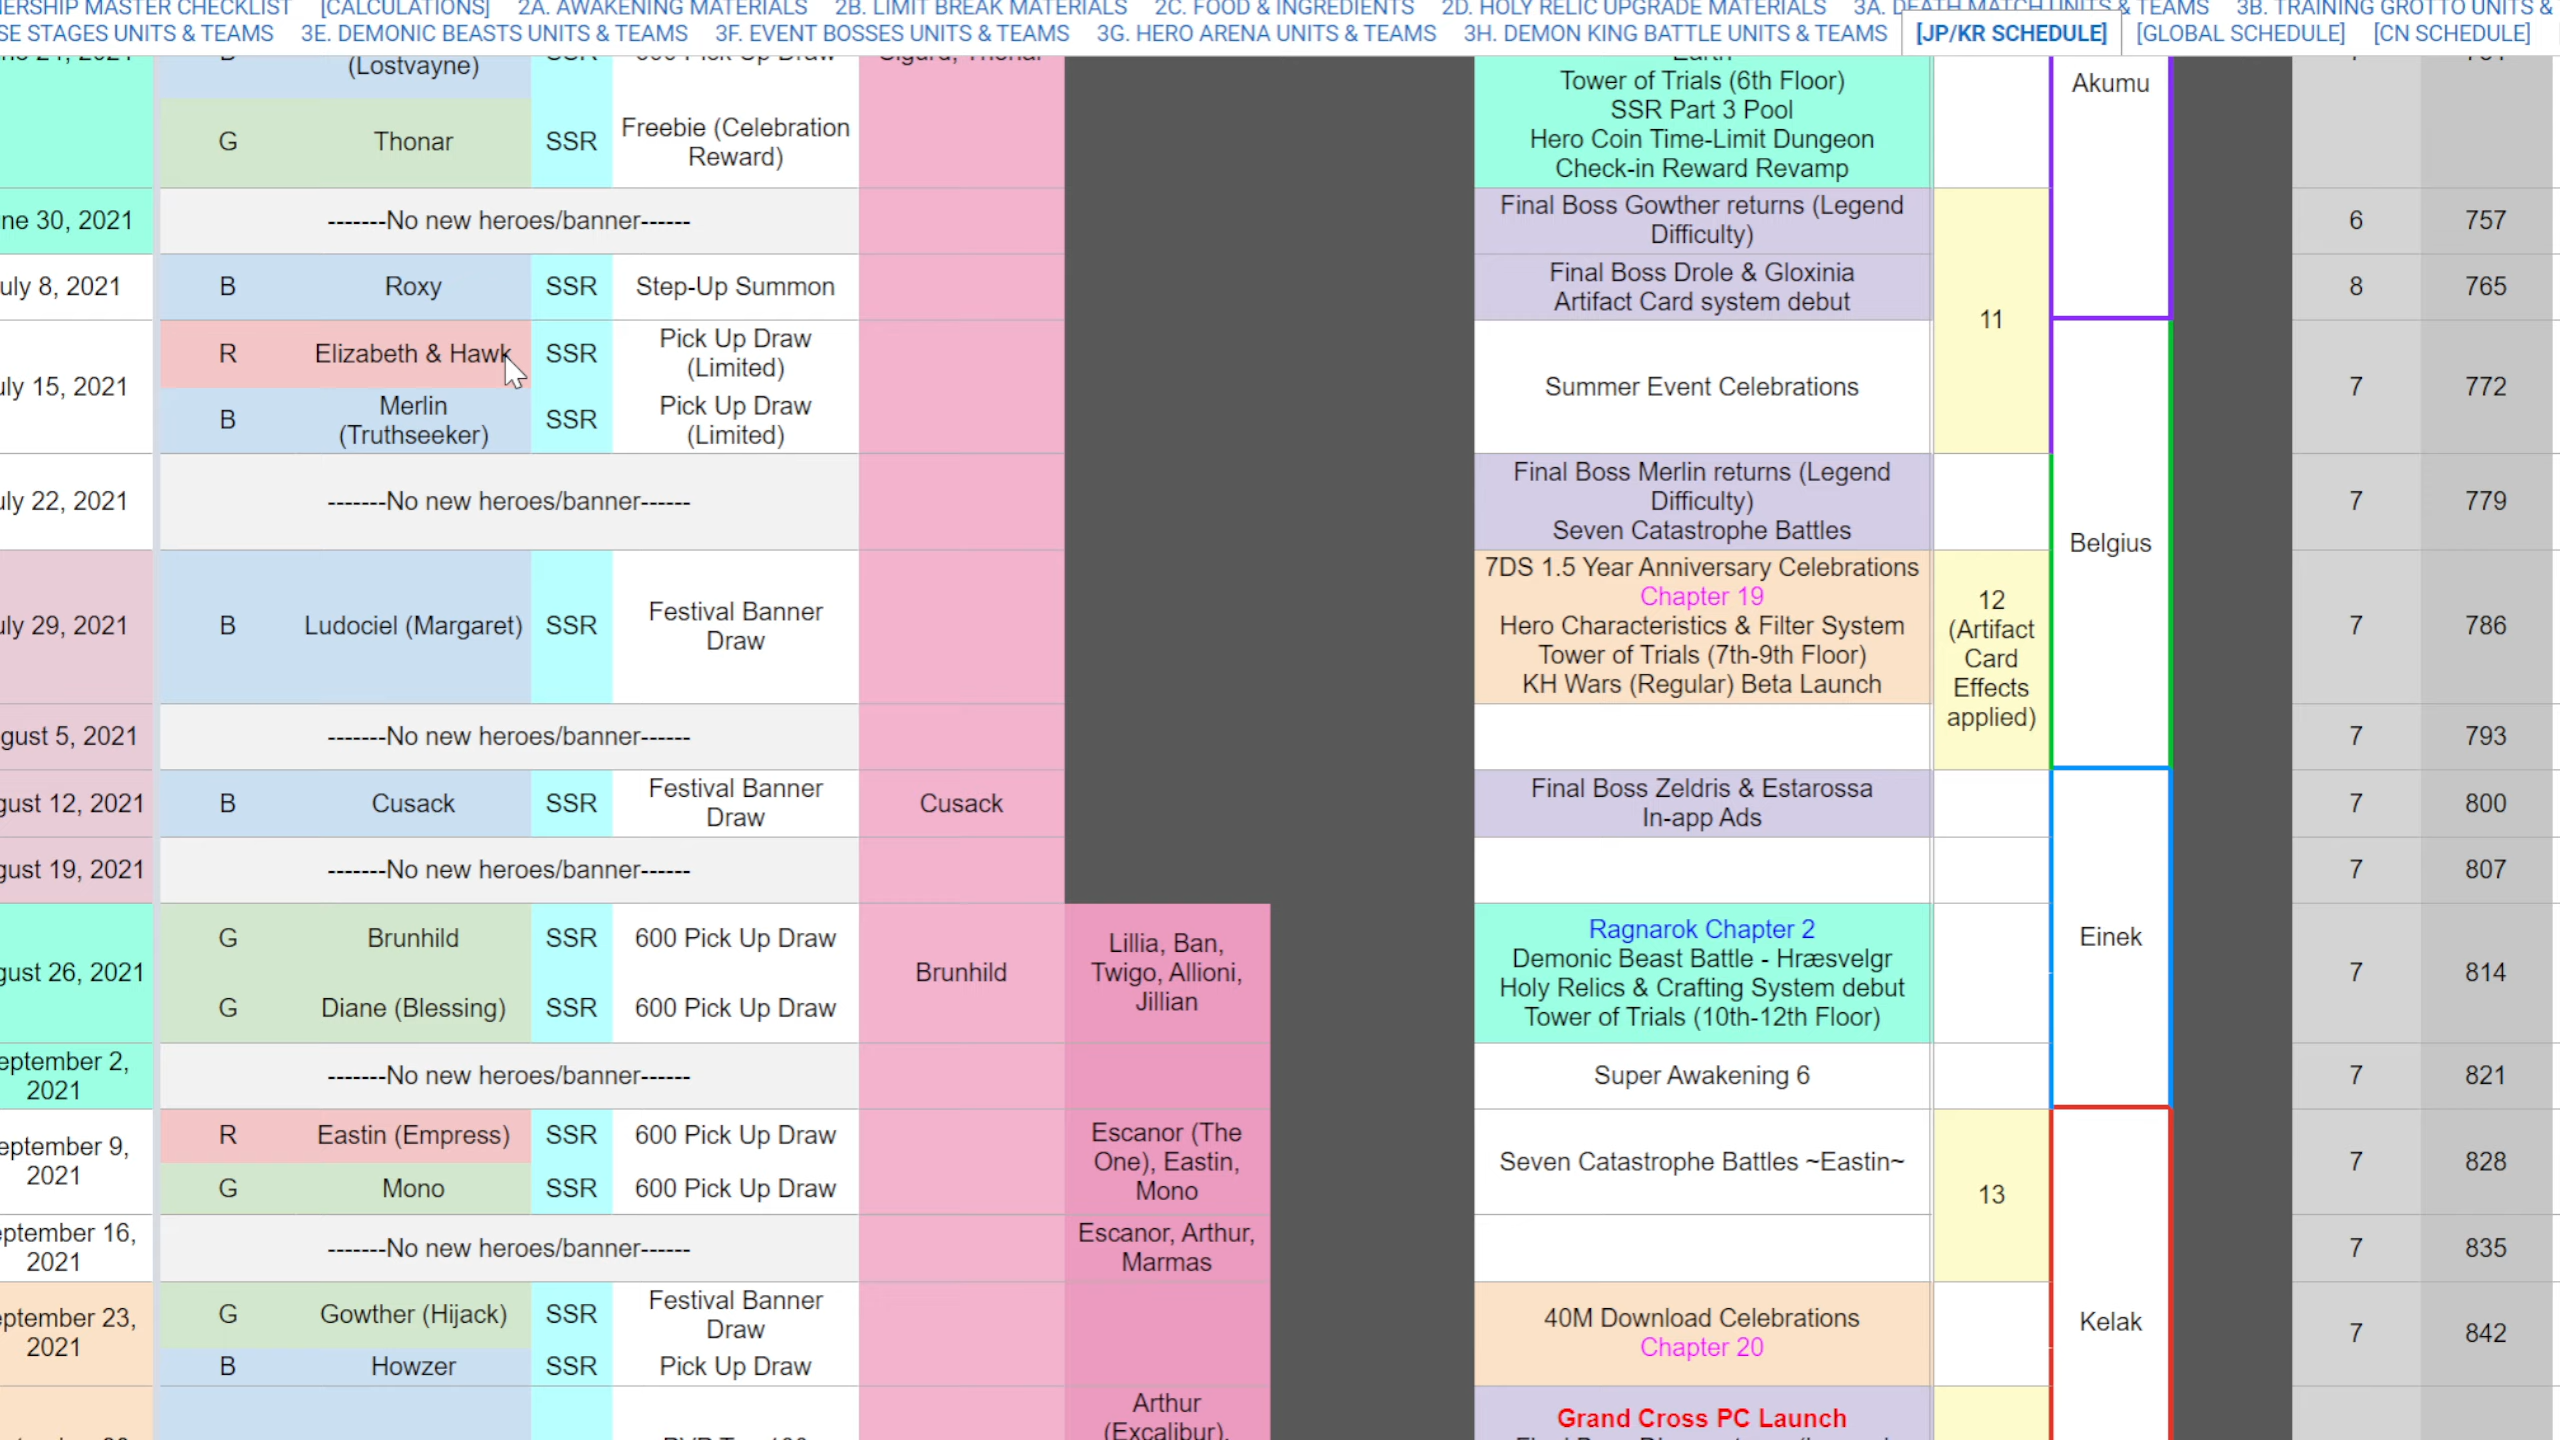 NERSHIP MASTER CHECKLIST [CALCULATIONS] 2A. AWAKENING MATERIALS 2B. LIMIT BREAK MATERIALS 2C. FOOD & INGREDIENTS 2D. HOLY RELIC UPGRADE MATERIALS 3A. DEATH MATCH UNITS & TEAMS 3B. TRAINING GROTTO UNITS &
SE STAGES UNITS & TEAMS 3E. DEMONIC BEASTS UNITS & TEAMS 3F. EVENT BOSSES UNITS & TEAMS 3G. HERO ARENA UNITS & TEAMS 3H. DEMON KING BATTLE UNITS & TEAMS [JP/KR SCHEDULE] [GLOBAL SCHEDULE] [CN SCHEDULE]
(Lostvayne)
Akumu
Tower of Trials (6th Floor)
SSR Part 3 Pool
Hero Coin Time-Limit Dungeon
Check-in Reward Revamp
G Thonar SSR Freebie (Celebration
Reward)
ne 30, 2021 -------No new heroes/banner------
Final Boss Gowther returns (Legend
Difficulty)
6 757
uly 8, 2021 B Roxy SSR Step-Up Summon
Final Boss Drole & Gloxinia
Artifact Card system debut
11
8 765
uly 15, 2021
R Elizabeth & Hawk SSR Pick Up Draw
(Limited)
B Merlin
(Truthseeker)
SSR Pick Up Draw
(Limited)
Summer Event Celebrations
7 772
uly 22, 2021 -------No new heroes/banner------
Final Boss Merlin returns (Legend
Difficulty)
Seven Catastrophe Battles
7 779
Belgius
uly 29, 2021 B Ludociel (Margaret) SSR Festival Banner
Draw
7DS 1.5 Year Anniversary Celebrations
Chapter 19
Hero Characteristics & Filter System
Tower of Trials (7th-9th Floor)
KH Wars (Regular) Beta Launch
12
(Artifact
Card
Effects
applied)
7 786
gust 5, 2021 -------No new heroes/banner------ 7 793
gust 12, 2021 B Cusack SSR Festival Banner
Draw
Cusack
Final Boss Zeldris & Estarossa
In-app Ads
7 800
gust 19, 2021 -------No new heroes/banner------ 7 807
gust 26, 2021
G Brunhild SSR 600 Pick Up Draw
G Diane (Blessing) SSR 600 Pick Up Draw
Brunhild
Lillia, Ban,
Twigo, Allioni,
Jillian
Ragnarok Chapter 2
Demonic Beast Battle - Hræsvelgr
Holy Relics & Crafting System debut
Tower of Trials (10th-12th Floor)
Einek
7 814
eptember 2,
2021
-------No new heroes/banner------
Super Awakening 6
7 821
eptember 9,
2021
R Eastin (Empress) SSR 600 Pick Up Draw
G Mono SSR 600 Pick Up Draw
Escanor (The
One), Eastin,
Mono
Seven Catastrophe Battles ~Eastin~
13
7 828
eptember 16,
2021
-------No new heroes/banner------
Escanor, Arthur,
Marmas
7 835
eptember 23,
2021
G Gowther (Hijack) SSR Festival Banner
Draw
B Howzer SSR Pick Up Draw
40M Download Celebrations
Chapter 20
Kelak
7 842
Arthur
(Excalibur),
Grand Cross PC Launch